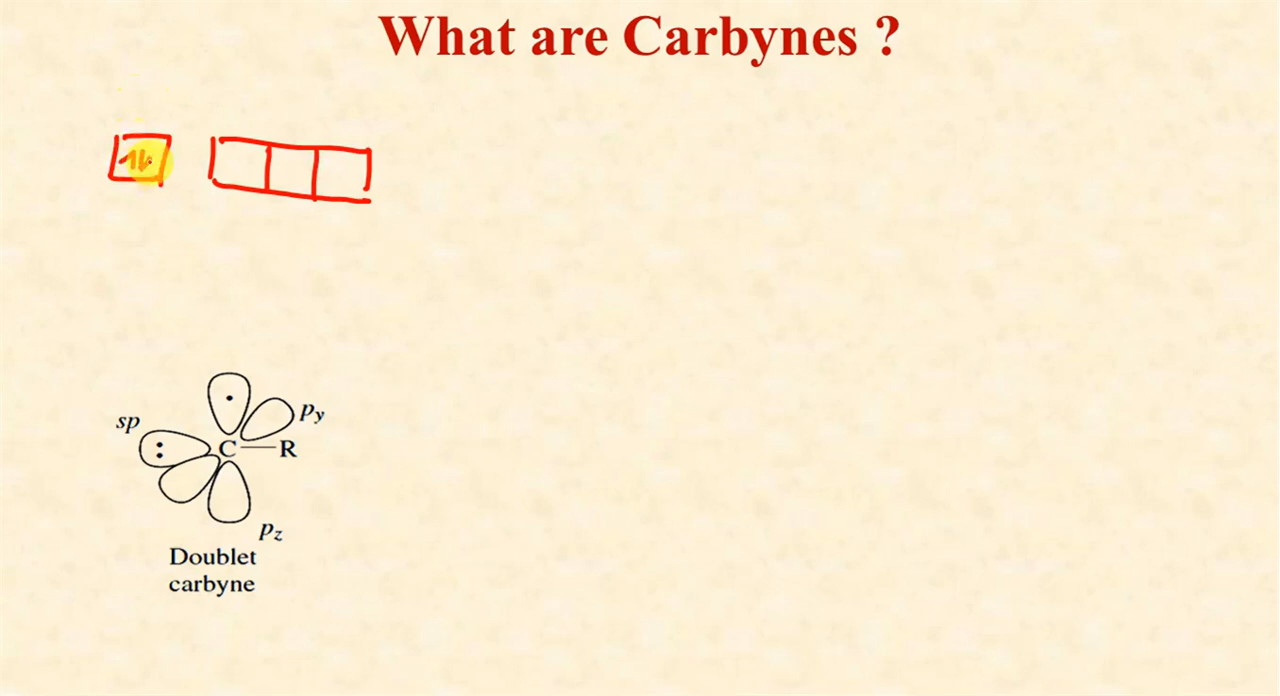 What are Carbynes ?
sp
Py
C — R
Pz
Doublet
carbyne